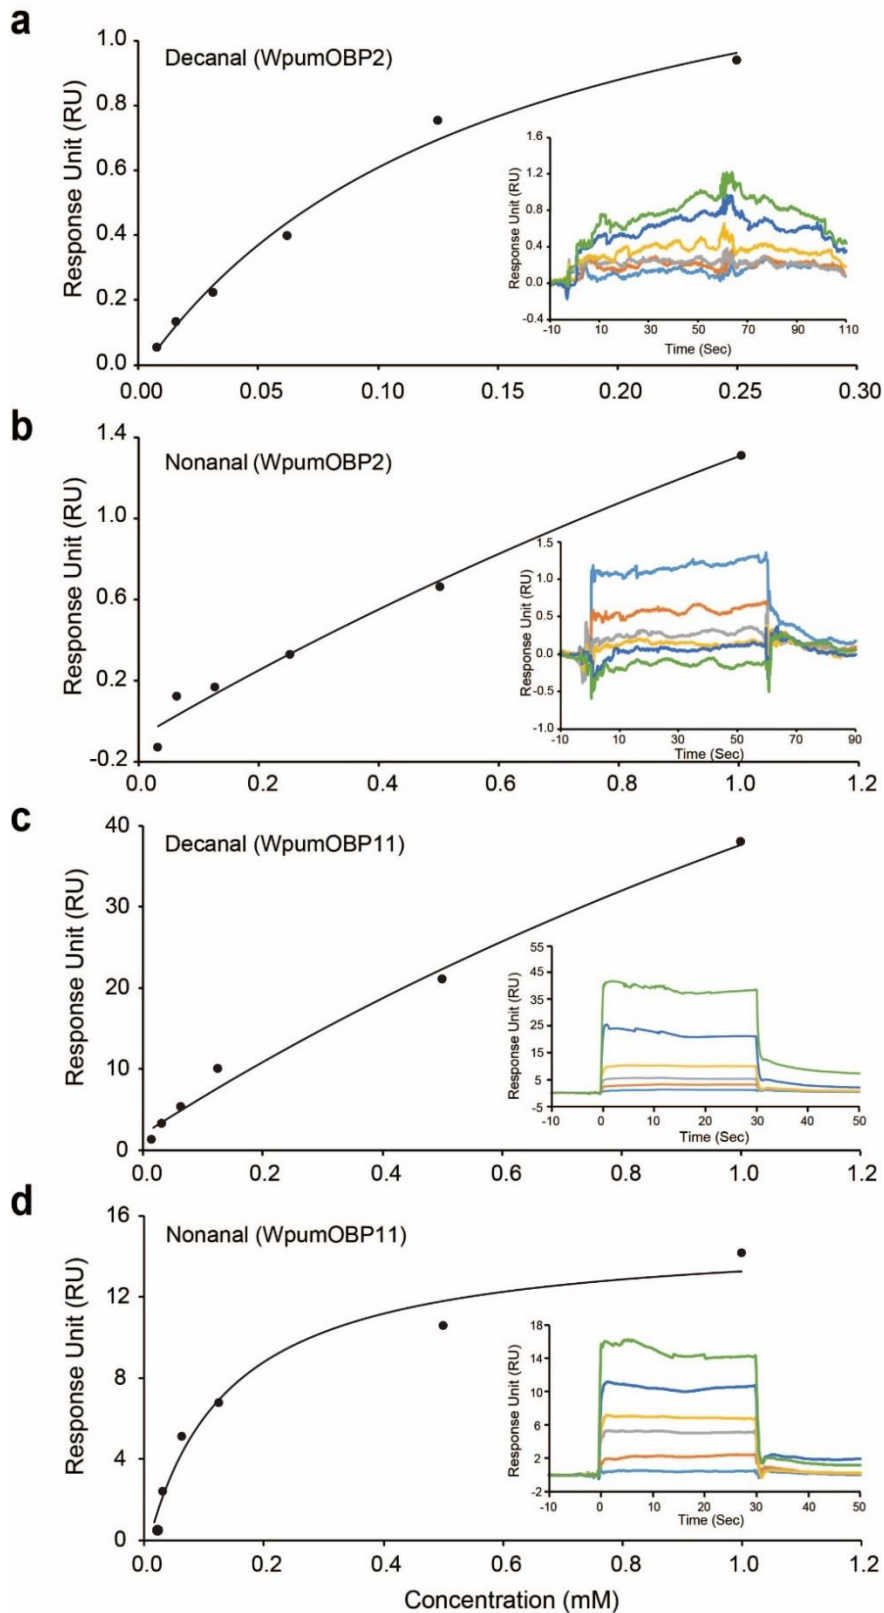 a
Decanal (WpumOBP2)
Response Unit (RU)
1.0
0.8
0.6
0.4
0.2
0.0
0.00 0.05 0.10 0.15 0.20 0.25 0.30
Response Unit (RU)
1.6
1.2
0.8
0.4
0.0
-0.4
-10 10 30 50 70 90 110
Time (Sec)
b
Nonanal (WpumOBP2)
Response Unit (RU)
1.4
1.0
0.6
0.2
-0.2
0.0 0.2 0.4 0.6 0.8 1.0 1.2
Response Unit (RU)
1.5
1.0
0.5
0.0
-0.5
-1.0
-10 10 30 50 70 90
Time (Sec)
c
Decanal (WpumOBP11)
Response Unit (RU)
40
30
20
10
0
0.0 0.2 0.4 0.6 0.8 1.0 1.2
Response Unit (RU)
55
45
35
25
15
5
-5
-10 0 10 20 30 40 50
Time (Sec)
d
Nonanal (WpumOBP11)
Response Unit (RU)
16
12
8
4
0
0.0 0.2 0.4 0.6 0.8 1.0 1.2
Response Unit (RU)
18
14
10
6
2
-2
-10 0 10 20 30 40 50
Time (Sec)
Concentration (mM)